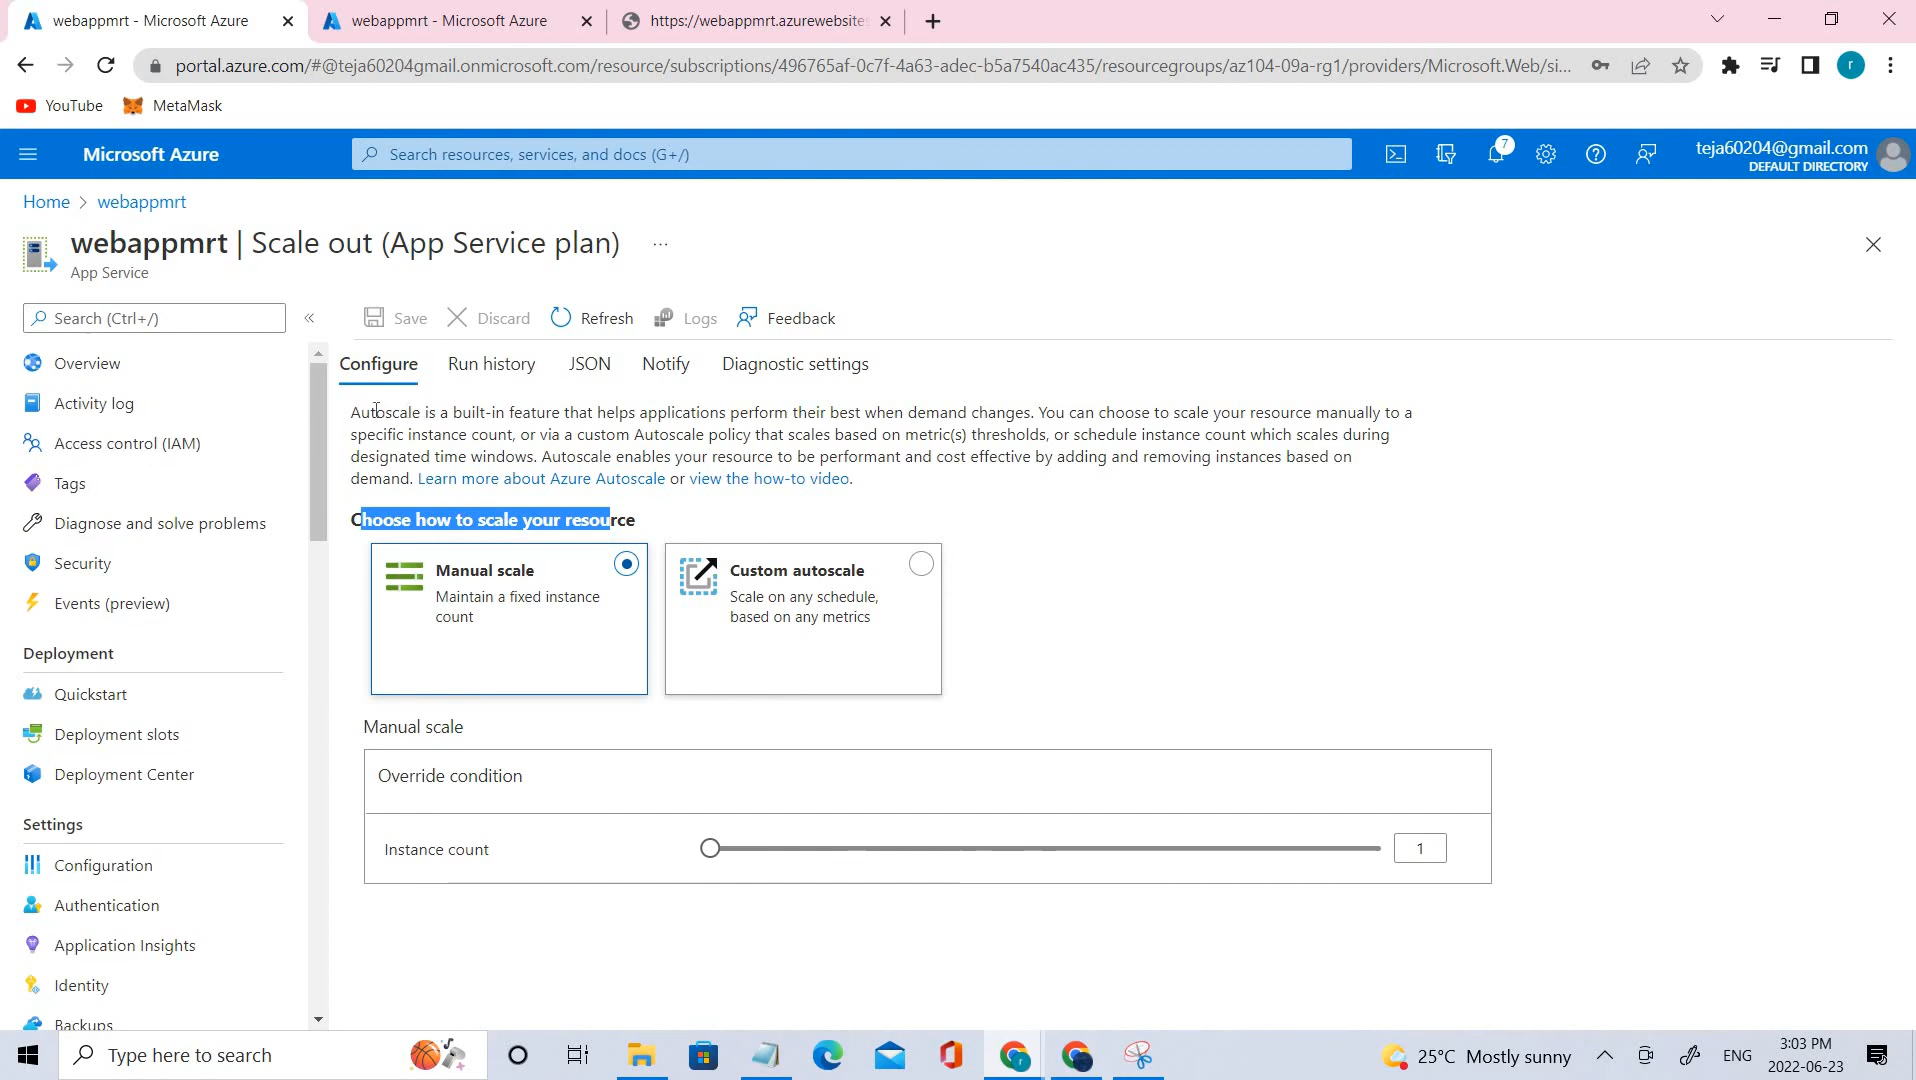 webappmrt - Microsoft Azure
webappmrt - Microsoft Azure
https://webappmrt.azurewebsite
portal.azure.com/#@teja60204gmail.onmicrosoft.com/resource/subscriptions/496765af-0c7f-4a63-adec-b5a7540ac435/resourcegroups/az104-09a-rg1/providers/Microsoft.Web/si...
r
YouTube
MetaMask
Microsoft Azure
Search resources, services, and docs (G+/)
7
teja60204@gmail.com
DEFAULT DIRECTORY
Home > webappmrt
webappmrt | Scale out (App Service plan) ...
App Service
Search (Ctrl+/)
«
Save
Discard
Refresh
Logs
Feedback
Overview
Activity log
Access control (IAM)
Tags
Diagnose and solve problems
Security
Events (preview)
Deployment
Quickstart
Deployment slots
Deployment Center
Settings
Configuration
Authentication
Application Insights
Identity
Backups
Configure
Run history
JSON
Notify
Diagnostic settings
Autoscale is a built-in feature that helps applications perform their best when demand changes. You can choose to scale your resource manually to a
specific instance count, or via a custom Autoscale policy that scales based on metric(s) thresholds, or schedule instance count which scales during
designated time windows. Autoscale enables your resource to be performant and cost effective by adding and removing instances based on
demand. Learn more about Azure Autoscale or view the how-to video.
Choose how to scale your resource
Manual scale
Maintain a fixed instance
count
Custom autoscale
Scale on any schedule,
based on any metrics
Manual scale
Override condition
Instance count
1
Type here to search
25°C Mostly sunny
ENG
3:03 PM
2022-06-23